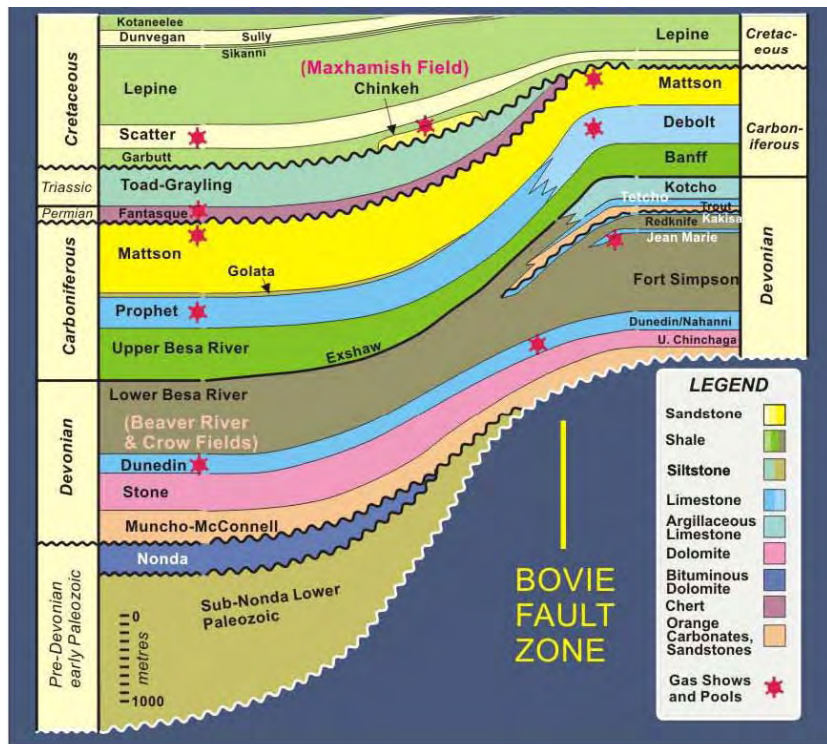 Cretaceous
Triassic
Permian
Carboniferous
Devonian
Pre-Devonian
early Paleozoic
Kotaneelee
Dunvegan
Sully
Sikanni
Lepine
(Maxhamish Field)
Chinkeh
Scatter
Garbutt
Toad-Grayling
Fantasque
Mattson
Golata
Prophet
Upper Besa River
Exshaw
Lower Besa River
(Beaver River
& Crow Fields)
Dunedin
Stone
Muncho-McConnell
Nonda
Sub-Nonda Lower
Paleozoic
0
metres
1000
Lepine
Mattson
Debolt
Banff
Kotcho
Tetcho
Trout
Kakisa
Redknife
Jean Marie
Fort Simpson
Dunedin/Nahanni
U. Chinchaga
Cretac-
eous
Carbon-
iferous
Devonian
BOVIE
FAULT
ZONE
LEGEND
Sandstone
Shale
Siltstone
Limestone
Argillaceous
Limestone
Dolomite
Bituminous
Dolomite
Chert
Orange
Carbonates,
Sandstones
Gas Shows
and Pools